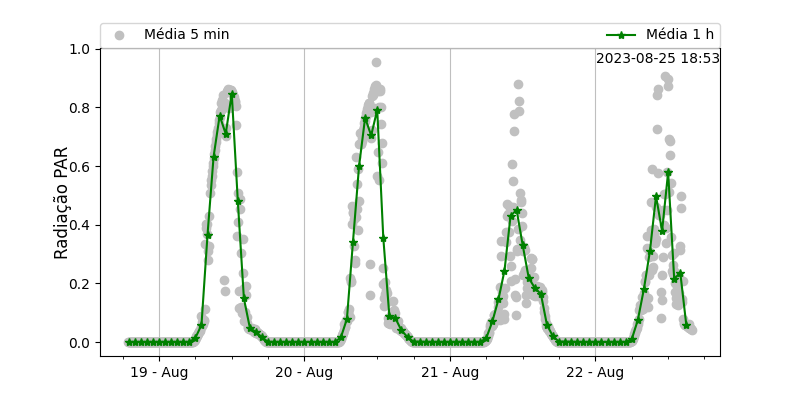 Média 5 min
Média 1 h
2023-08-25 18:53
1.0
0.8
0.6
0.4
0.2
0.0
Radiação PAR
19 - Aug
20 - Aug
21 - Aug
22 - Aug